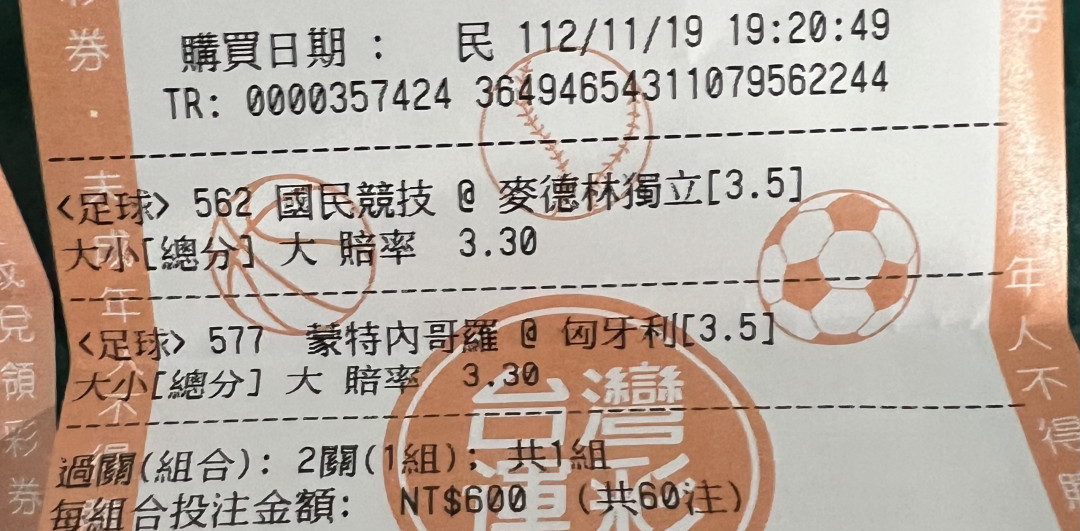 購買日期： 民 112/11/19 19:20:49
TR: 0000357424 36494654311079562244
<足球> 562 國民競技 @ 麥德林獨立[3.5]
大小[總分] 大 賠率 3.30
<足球> 577 蒙特內哥羅 @ 匈牙利[3.5]
大小[總分] 大 賠率 3.30
過關(組合): 2關(1組); 共1組
每組合投注金額: NT$600 (共60注)
台灣
運彩